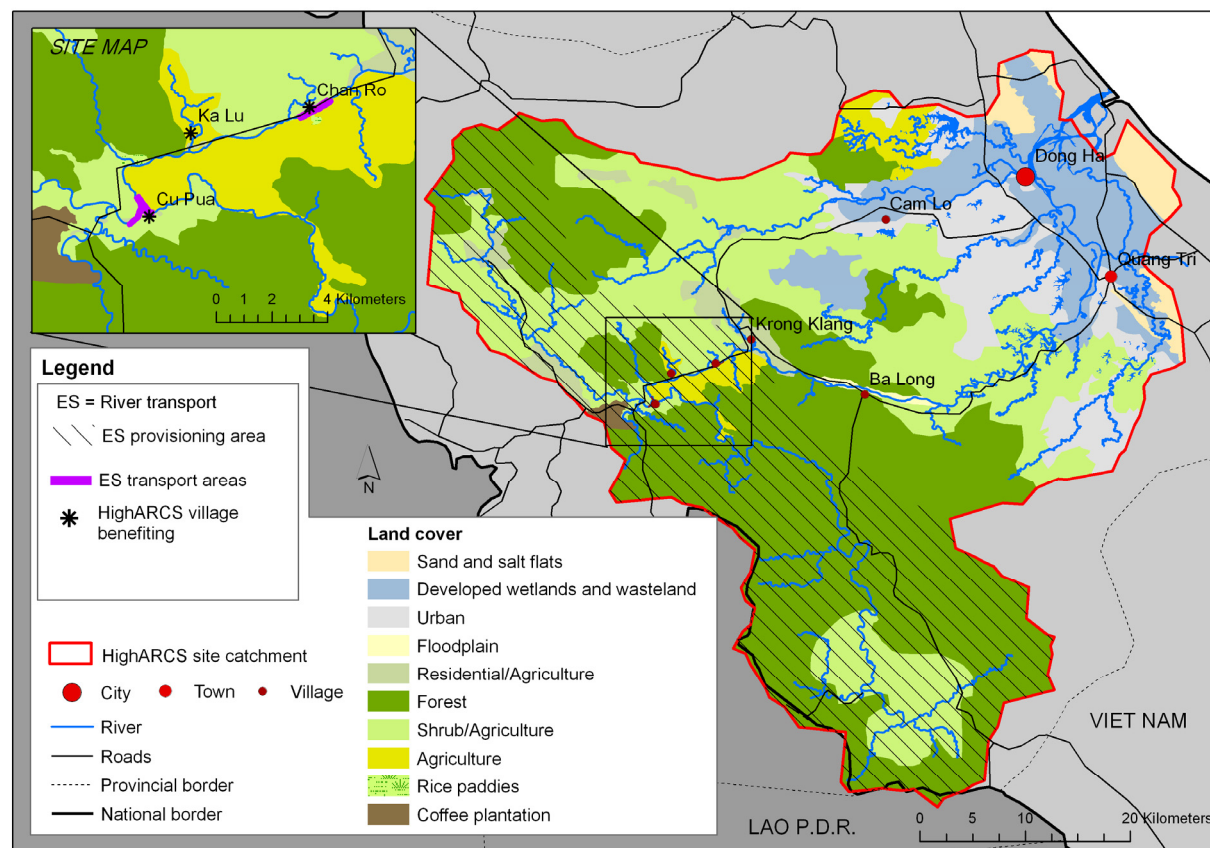 SITE MAP
Chan Ro
Ka Lu
Cu Pua
0 1 2 4 Kilometers
Dong Ha
Cam Lo
Quang Tri
Krong Klang
Ba Long
N
Legend
ES = River transport
ES provisioning area
ES transport areas
HighARCS village
benefiting
HighARCS site catchment
City Town Village
River
Roads
Provincial border
National border
Land cover
Sand and salt flats
Developed wetlands and wasteland
Urban
Floodplain
Residential/Agriculture
Forest
Shrub/Agriculture
Agriculture
Rice paddies
Coffee plantation
VIET NAM
LAO P.D.R.
0 5 10 20 Kilometers